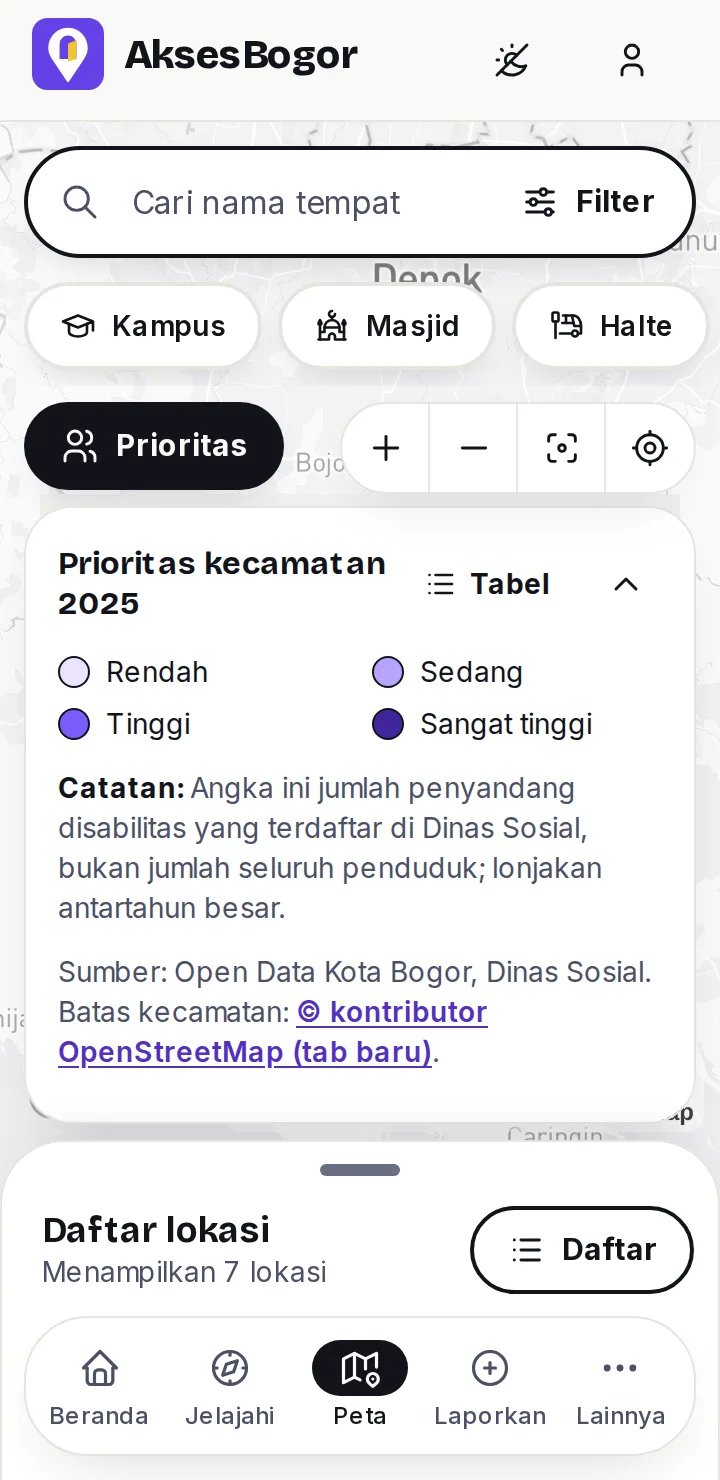 AksesBogor
Cari nama tempat
Filter
Depok
Kampus
Masjid
Halte
Prioritas
Prioritas kecamatan
2025
Tabel
Rendah
Sedang
Tinggi
Sangat tinggi
Catatan: Angka ini jumlah penyandang
disabilitas yang terdaftar di Dinas Sosial,
bukan jumlah seluruh penduduk; lonjakan
antartahun besar.
Sumber: Open Data Kota Bogor, Dinas Sosial.
Batas kecamatan: © kontributor
OpenStreetMap (tab baru).
Caringin
Daftar lokasi
Menampilkan 7 lokasi
Daftar
Beranda
Jelajahi
Peta
Laporkan
Lainnya